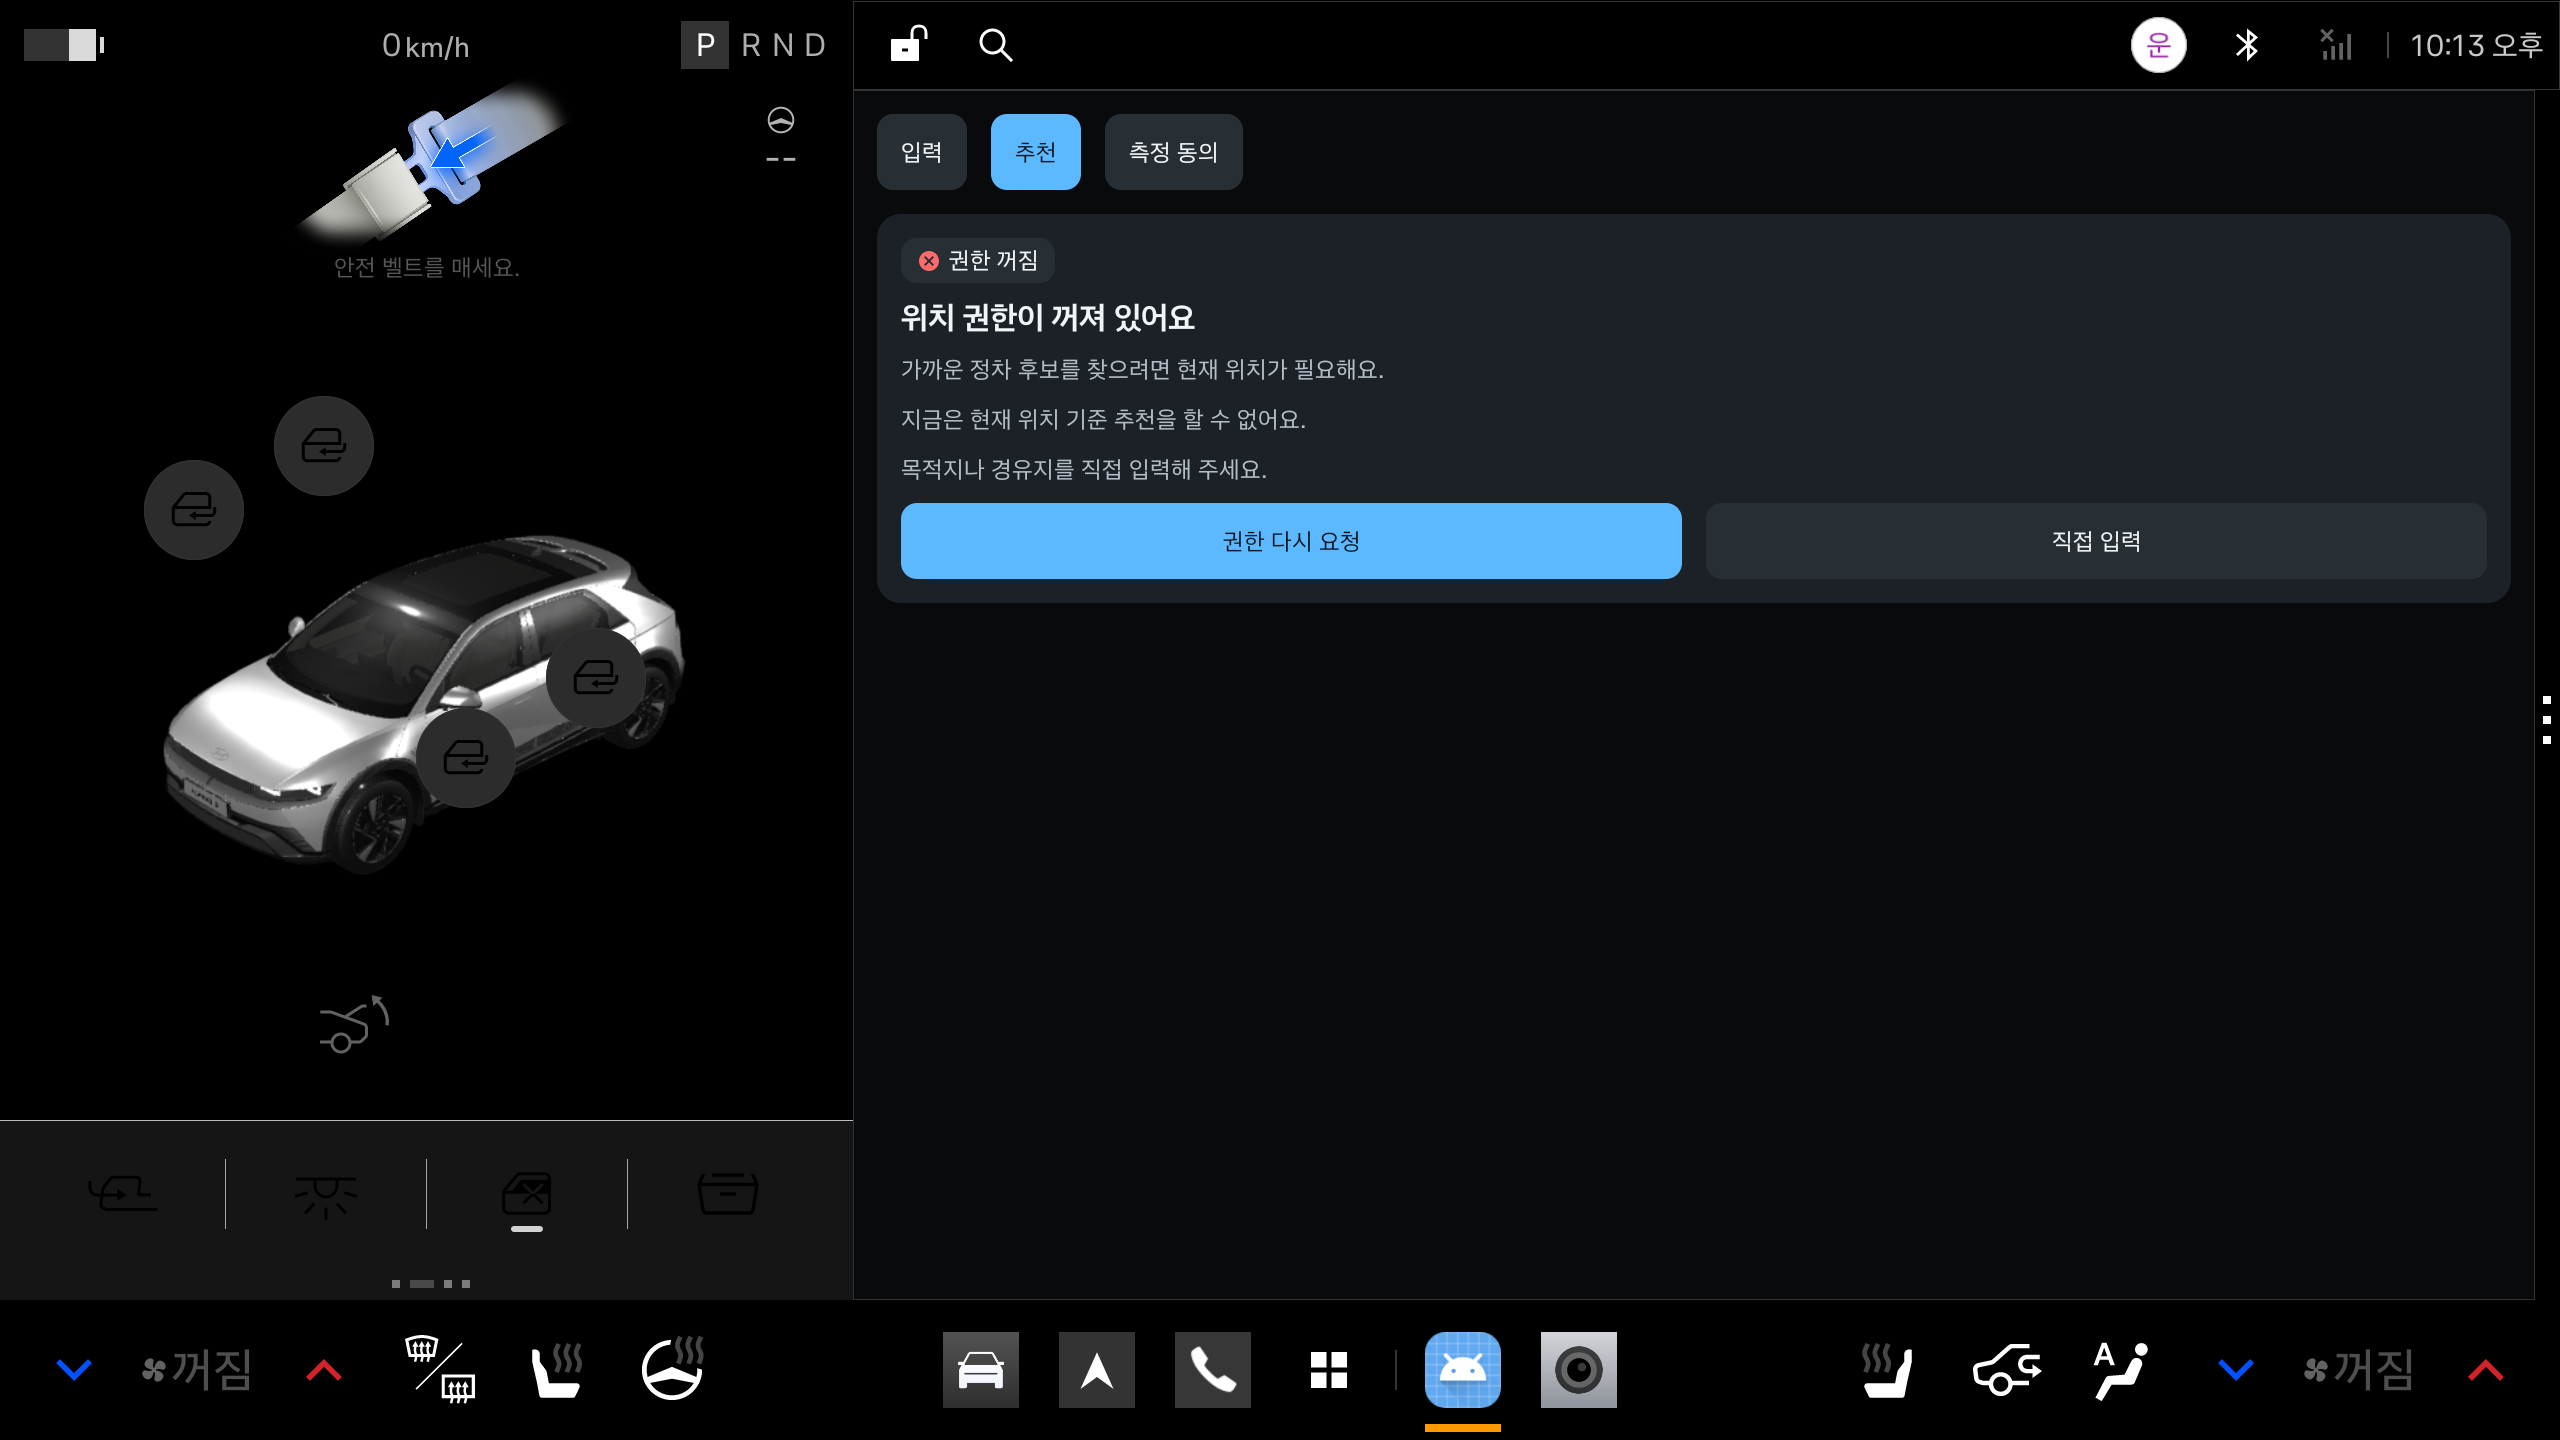 0 km/h
P R N D
운
10:13 오후
안전 벨트를 매세요.
--
입력
추천
측정 동의
권한 꺼짐
위치 권한이 꺼져 있어요
가까운 정차 후보를 찾으려면 현재 위치가 필요해요.
지금은 현재 위치 기준 추천을 할 수 없어요.
목적지나 경유지를 직접 입력해 주세요.
권한 다시 요청
직접 입력
꺼짐
A
꺼짐